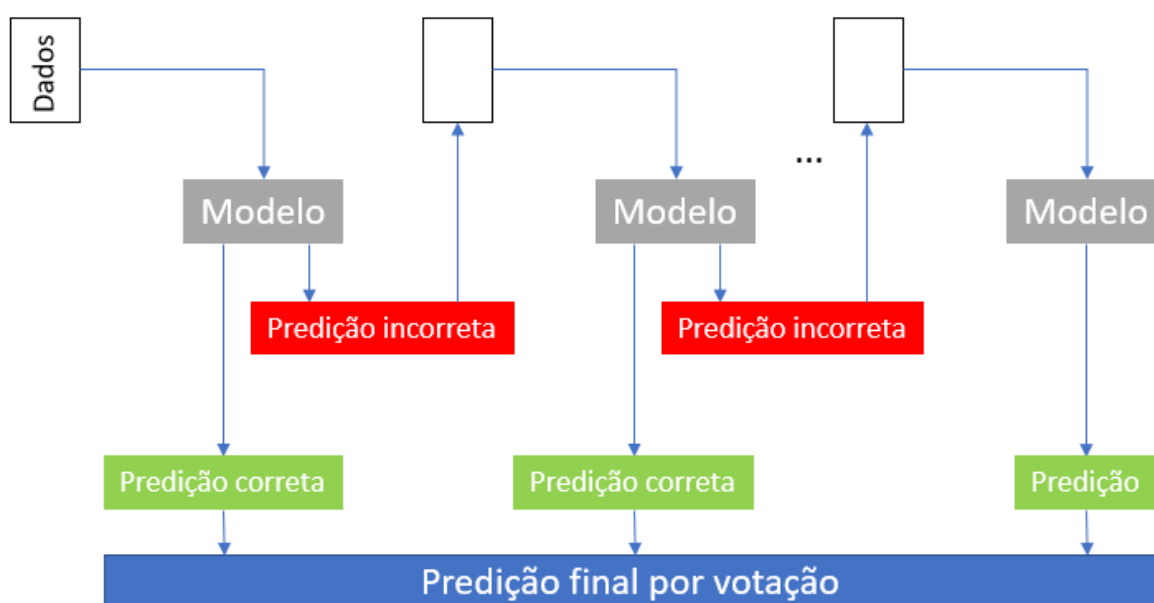 Dados
...
Modelo
Modelo
Modelo
Predição incorreta
Predição incorreta
Predição correta
Predição correta
Predição
Predição final por votação